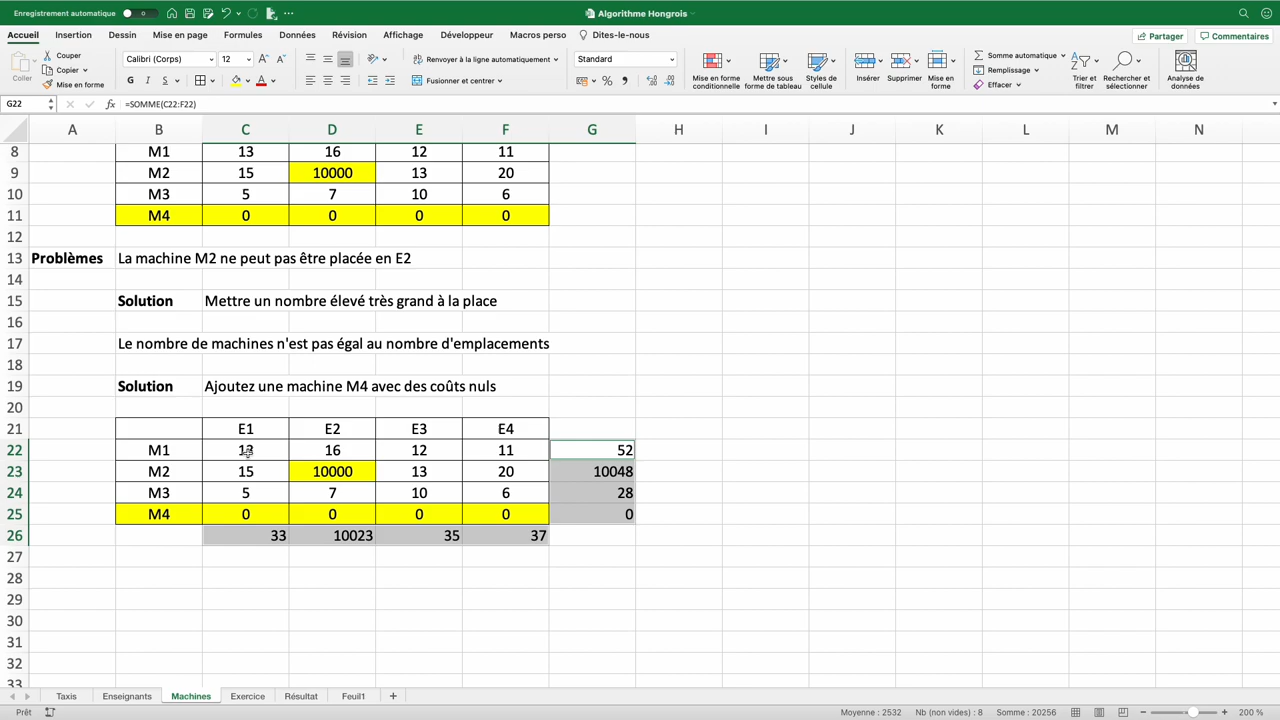 Enregistrement automatique
Algorithme Hongrois
Accueil Insertion Dessin Mise en page Formules Données Révision Affichage Développeur Macros perso Dites-le-nous
Partager Commentaires
Coller
Couper
Copier
Mise en forme
Calibri (Corps) 12
G I S
Renvoyer à la ligne automatiquement
Fusionner et centrer
Standard
Mise en forme conditionnelle
Mettre sous forme de tableau
Styles de cellule
Insérer
Supprimer
Mise en forme
Somme automatique
Remplissage
Effacer
Trier et filtrer
Rechercher et sélectionner
Analyse de données
G22 fx =SOMME(C22:F22)
A B C D E F G H I J K L M N
8 M1 13 16 12 11
9 M2 15 10000 13 20
10 M3 5 7 10 6
11 M4 0 0 0 0
12
13 Problèmes La machine M2 ne peut pas être placée en E2
14
15 Solution Mettre un nombre élevé très grand à la place
16
17 Le nombre de machines n'est pas égal au nombre d'emplacements
18
19 Solution Ajoutez une machine M4 avec des coûts nuls
20
21 E1 E2 E3 E4
22 M1 13 16 12 11 52
23 M2 15 10000 13 20 10048
24 M3 5 7 10 6 28
25 M4 0 0 0 0 0
26 33 10023 35 37
27
28
29
30
31
32
33
Taxis Enseignants Machines Exercice Résultat Feuil1 +
Prêt
Moyenne : 2532 Nb (non vides) : 8 Somme : 20256
200 %